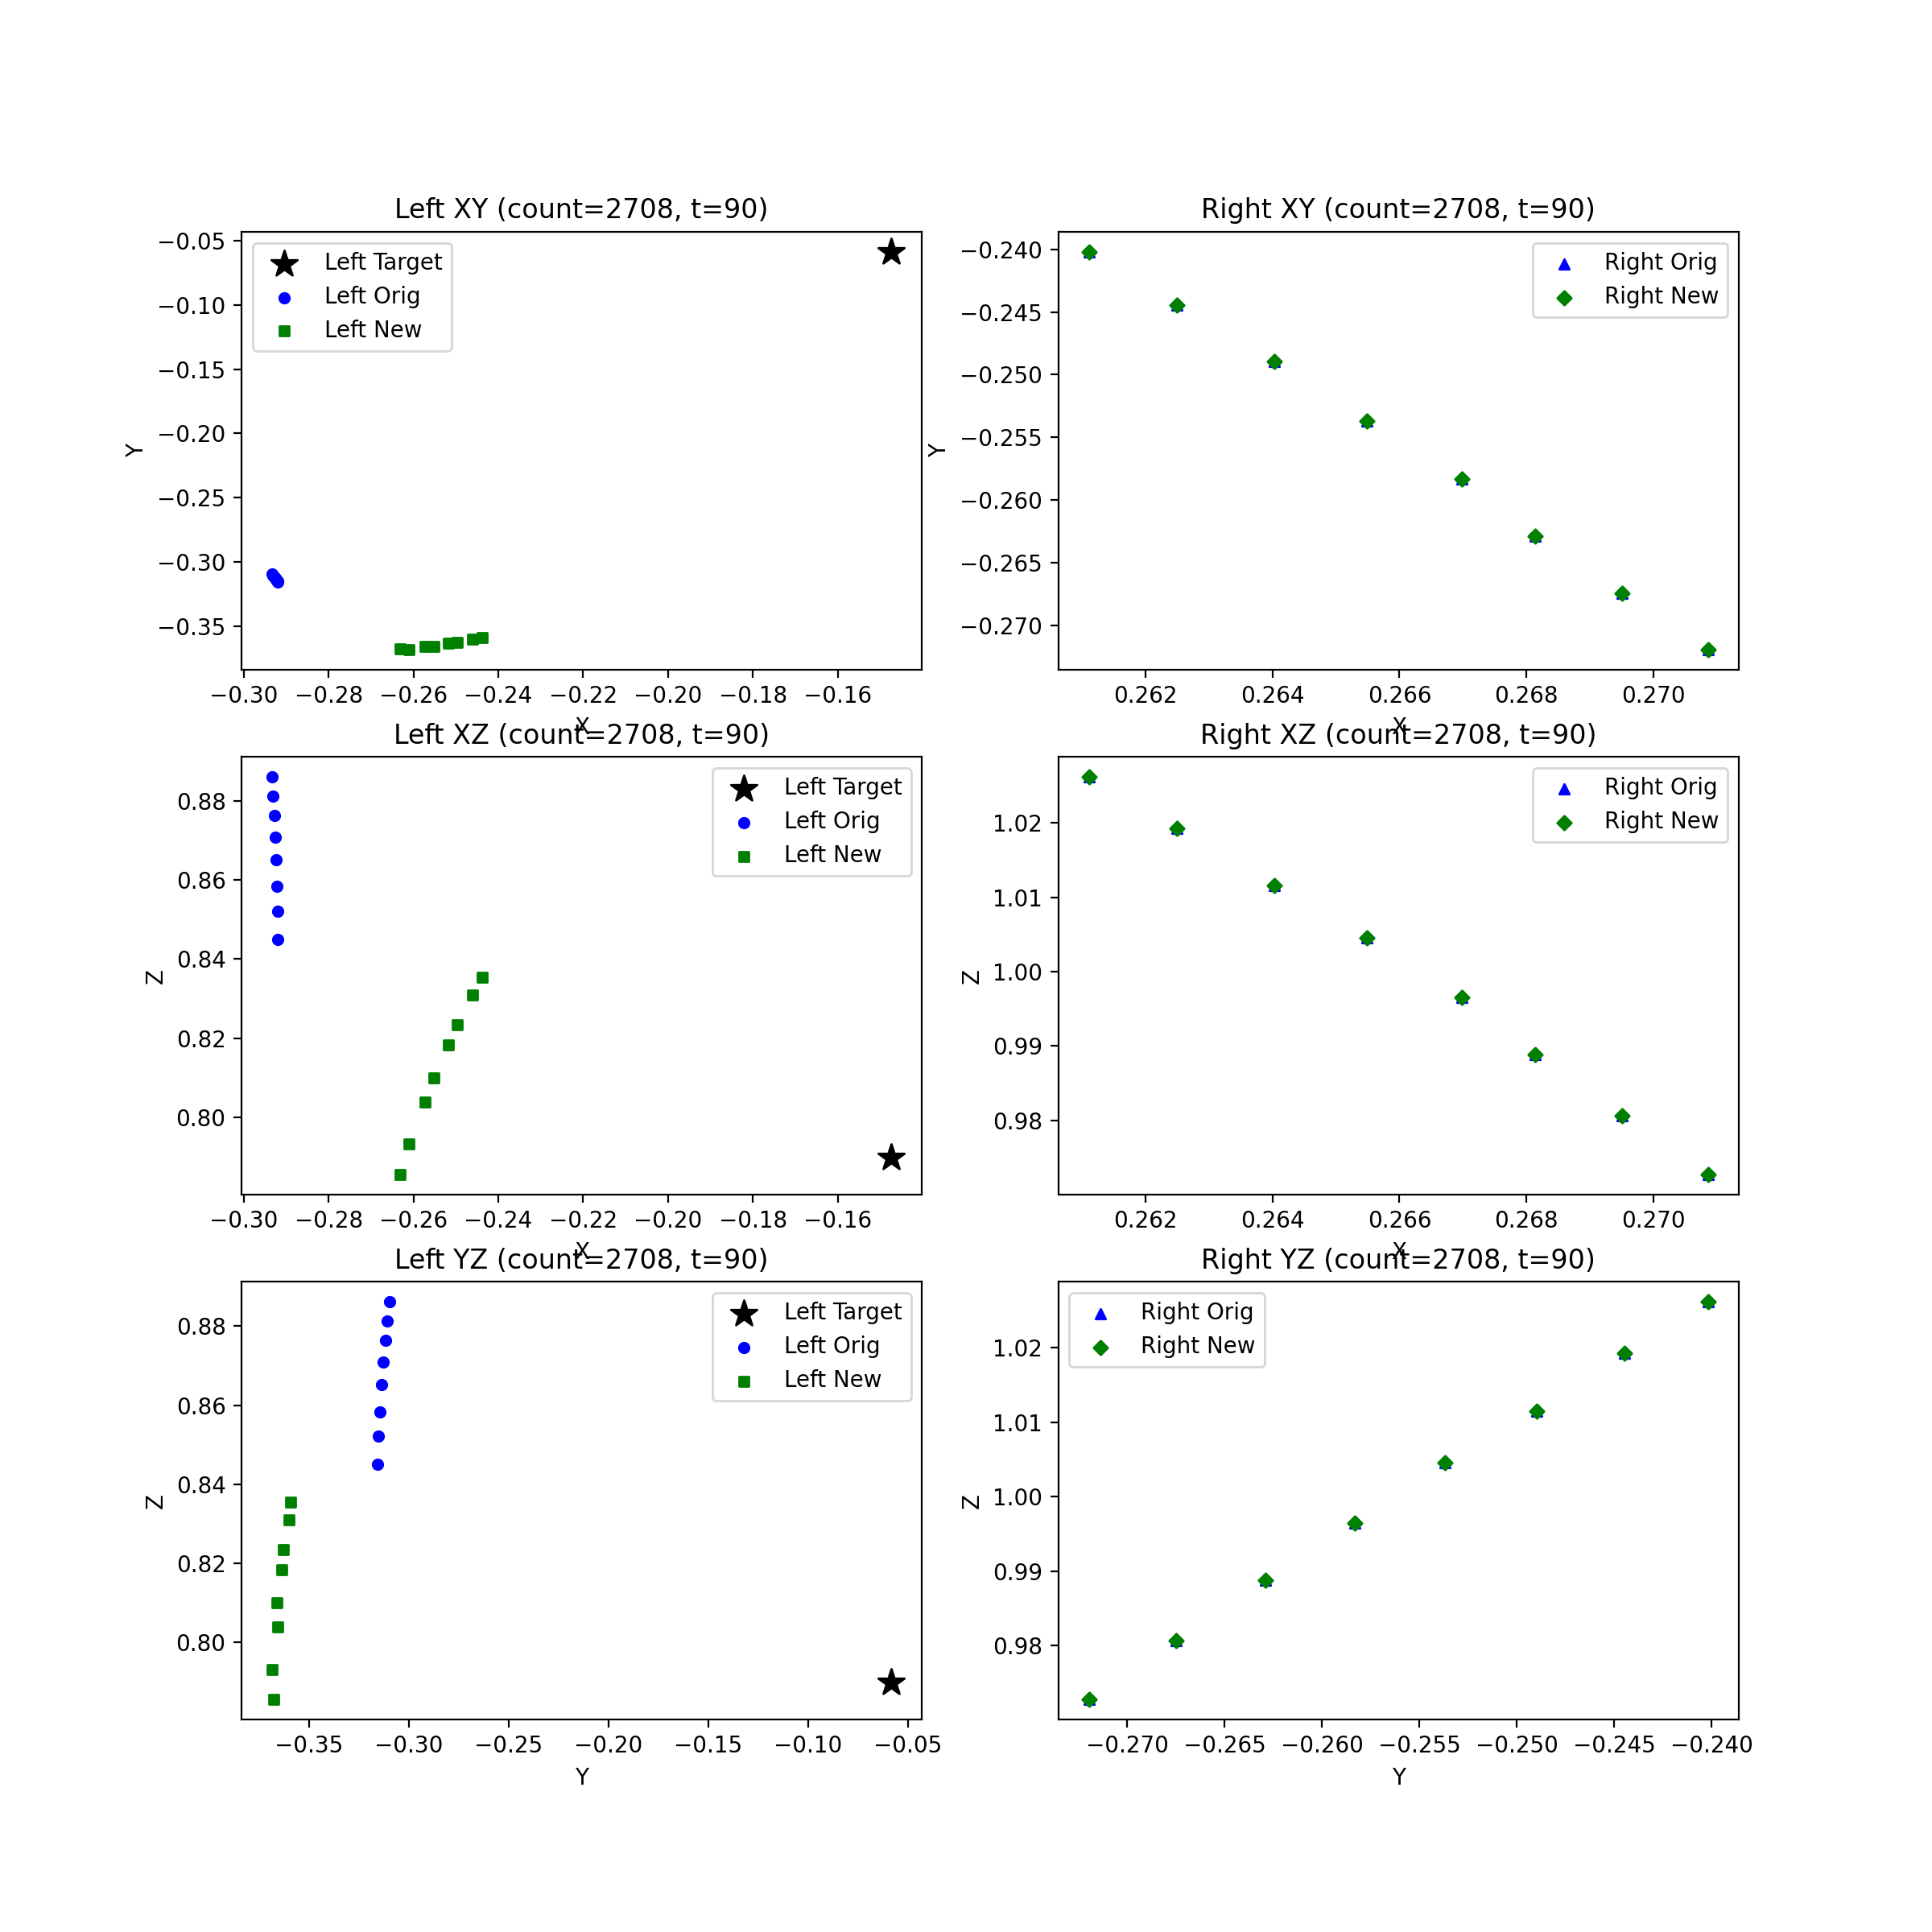 Left XY (count=2708, t=90)
−0.05
−0.10
−0.15
−0.20
−0.25
−0.30
−0.35
Y
Left Target
Left Orig
Left New
−0.30 −0.28 −0.26 −0.24 −0.22 −0.20 −0.18 −0.16
X
Right XY (count=2708, t=90)
−0.240
−0.245
−0.250
−0.255
−0.260
−0.265
−0.270
Y
Right Orig
Right New
0.262 0.264 0.266 0.268 0.270
X
Left XZ (count=2708, t=90)
0.88
0.86
0.84
0.82
0.80
Z
Left Target
Left Orig
Left New
−0.30 −0.28 −0.26 −0.24 −0.22 −0.20 −0.18 −0.16
X
Right XZ (count=2708, t=90)
1.02
1.01
1.00
0.99
0.98
Z
Right Orig
Right New
0.262 0.264 0.266 0.268 0.270
X
Left YZ (count=2708, t=90)
0.88
0.86
0.84
0.82
0.80
Z
Left Target
Left Orig
Left New
−0.35 −0.30 −0.25 −0.20 −0.15 −0.10 −0.05
Y
Right YZ (count=2708, t=90)
1.02
1.01
1.00
0.99
0.98
Z
Right Orig
Right New
−0.270 −0.265 −0.260 −0.255 −0.250 −0.245 −0.240
Y